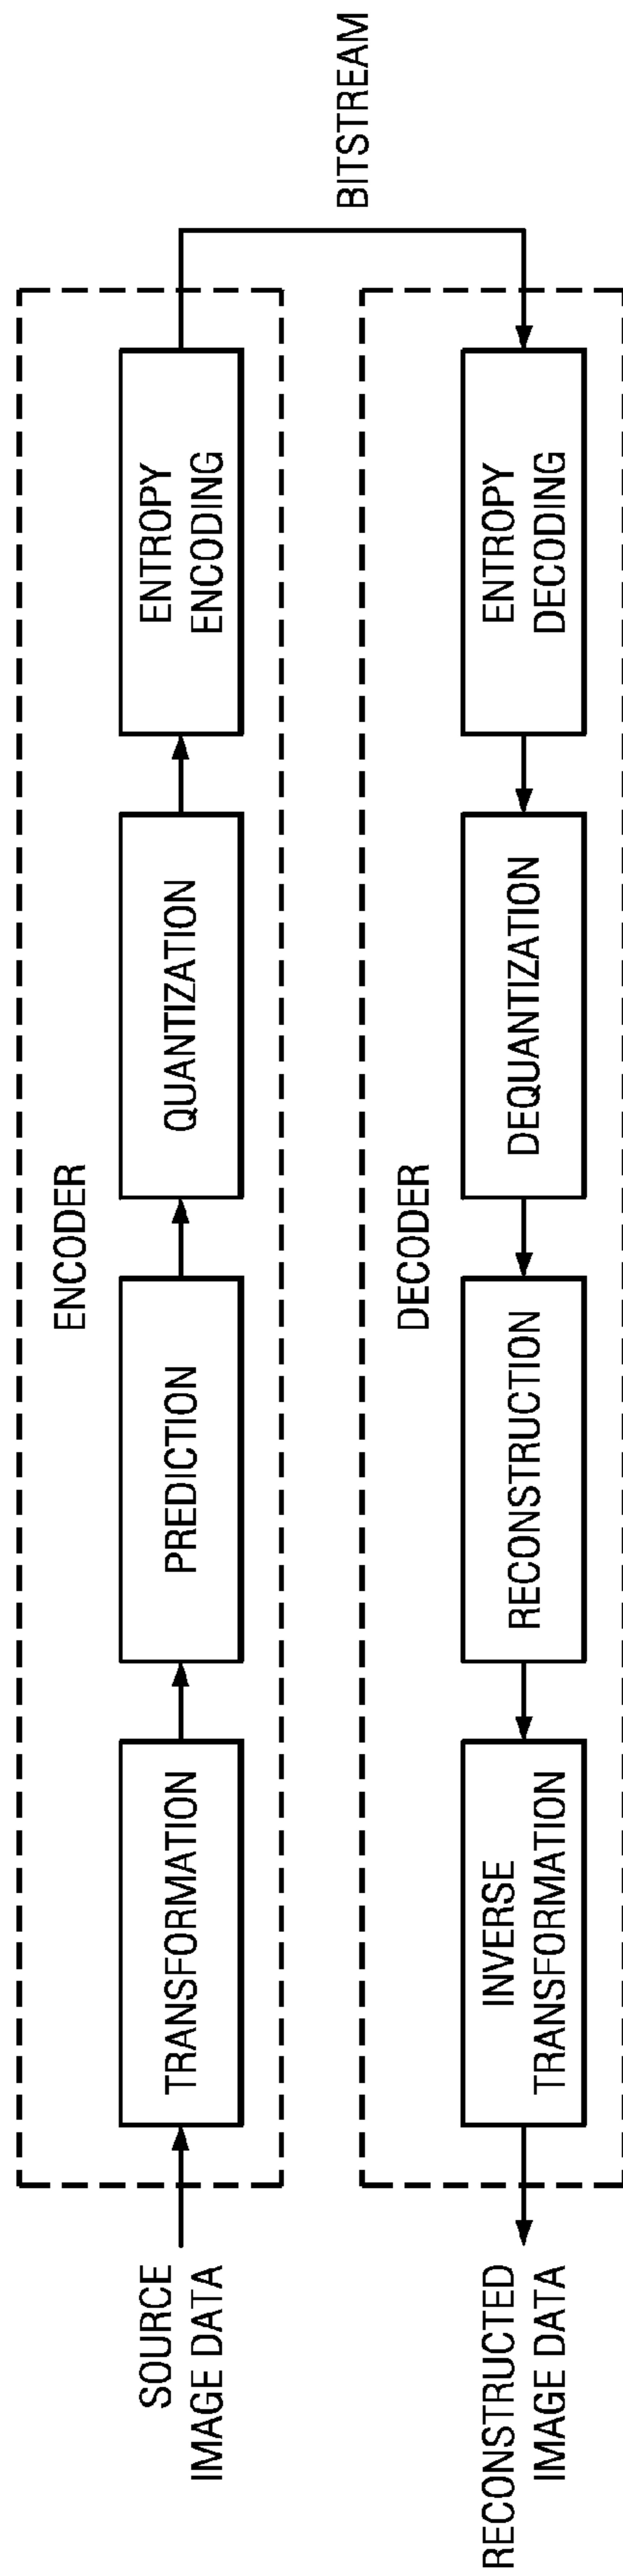 ENCODER
SOURCE
IMAGE DATA
TRANSFORMATION
PREDICTION
QUANTIZATION
ENTROPY
ENCODING
BITSTREAM
DECODER
ENTROPY
DECODING
DEQUANTIZATION
RECONSTRUCTION
INVERSE
TRANSFORMATION
RECONSTRUCTED
IMAGE DATA